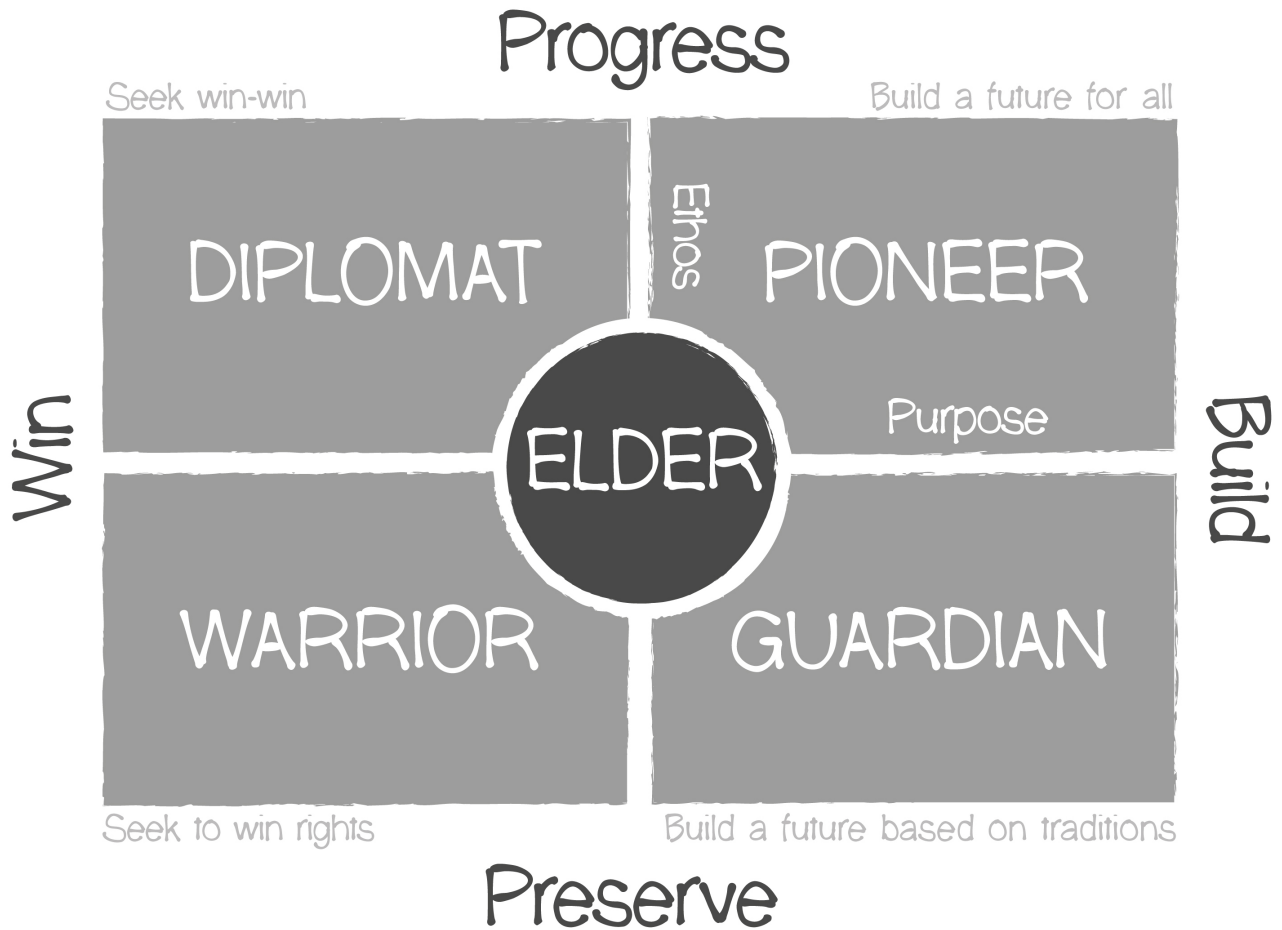 Progress
Seek win-win
Build a future for all
DIPLOMAT
Ethos
PIONEER
Purpose
Win
ELDER
Build
WARRIOR
GUARDIAN
Seek to win rights
Build a future based on traditions
Preserve